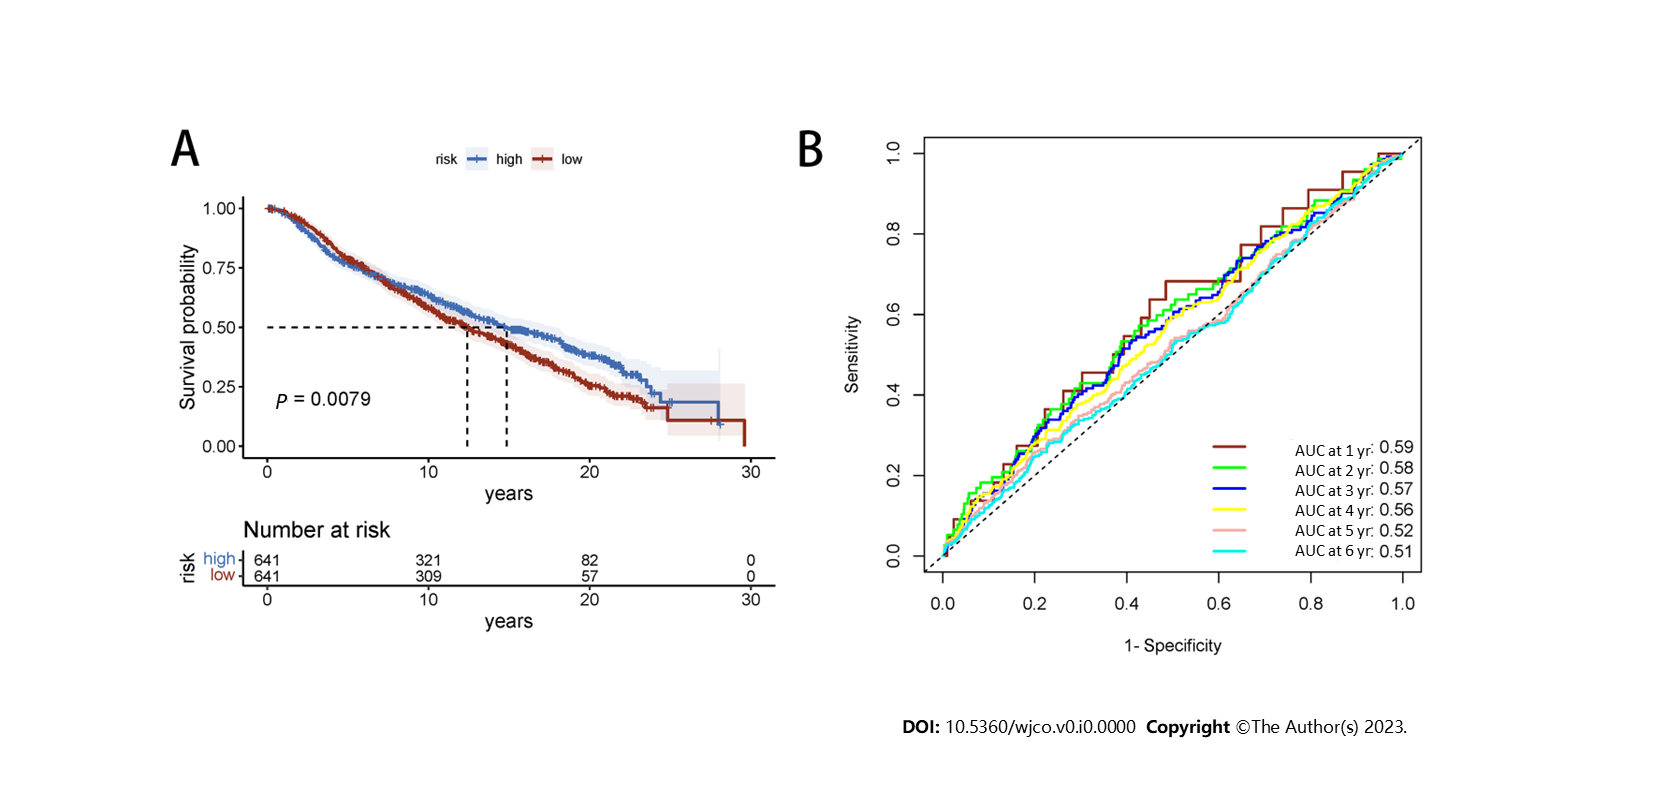 A
risk high low
1.00
0.75
0.50
0.25
0.00
Survival probability
P = 0.0079
0 10 20 30
years
Number at risk
risk
high 641 321 82 0
low 641 309 57 0
0 10 20 30
years
B
1.0
0.8
0.6
0.4
0.2
0.0
Sensitivity
AUC at 1 yr: 0.59
AUC at 2 yr: 0.58
AUC at 3 yr: 0.57
AUC at 4 yr: 0.56
AUC at 5 yr: 0.52
AUC at 6 yr: 0.51
0.0 0.2 0.4 0.6 0.8 1.0
1- Specificity
DOI: 10.5360/wjco.v0.i0.0000 Copyright ©The Author(s) 2023.